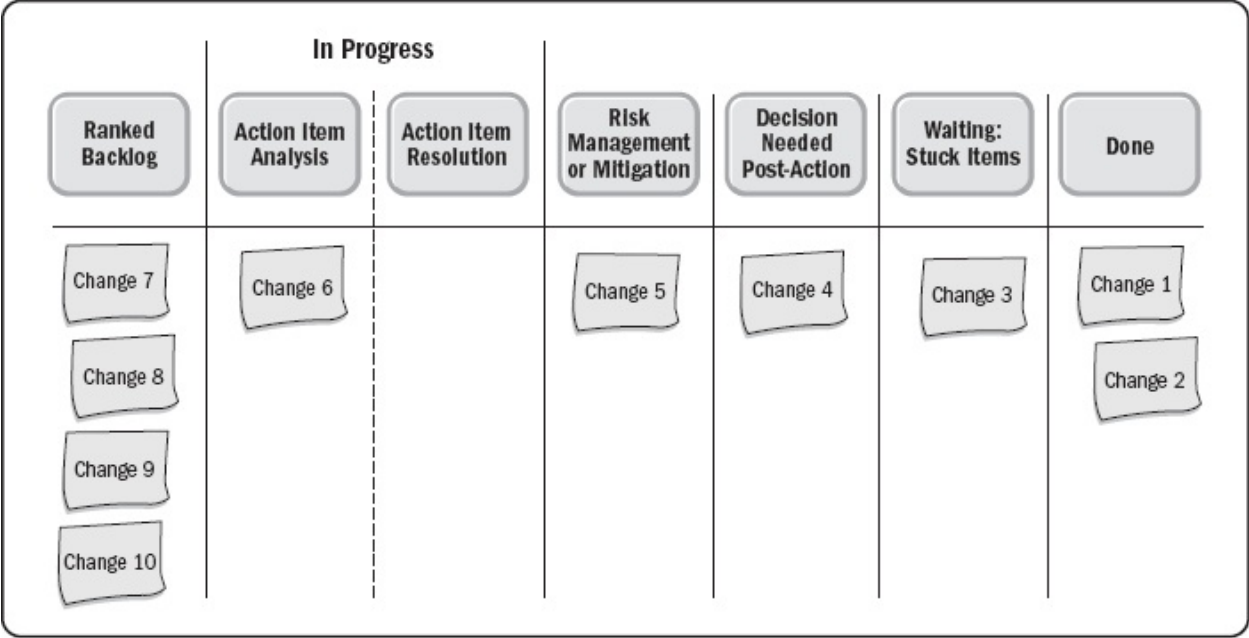 In Progress
Ranked
Backlog
Action Item
Analysis
Action Item
Resolution
Risk
Management
or Mitigation
Decision
Needed
Post-Action
Waiting:
Stuck Items
Done
Change 7
Change 8
Change 9
Change 10
Change 6
Change 5
Change 4
Change 3
Change 1
Change 2